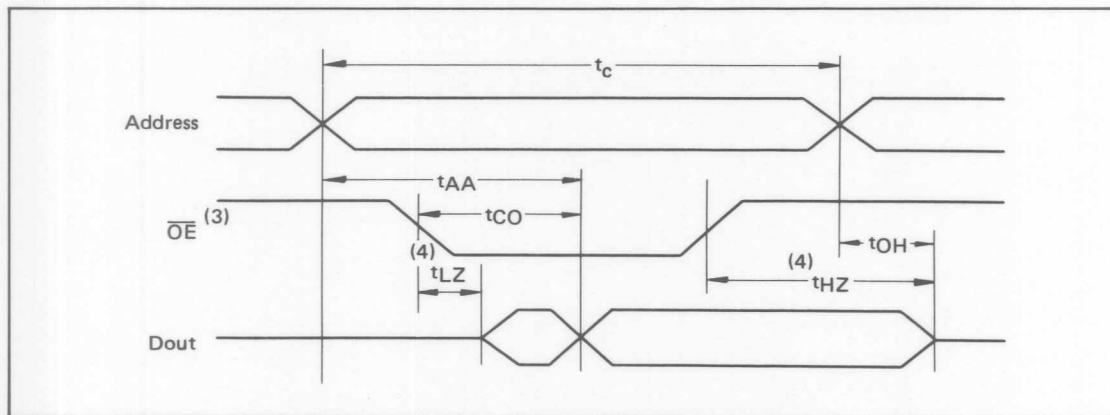 tc
Address
tAA
OE (3)
tCO
(4)
tLZ
tOH
(4)
tHZ
Dout